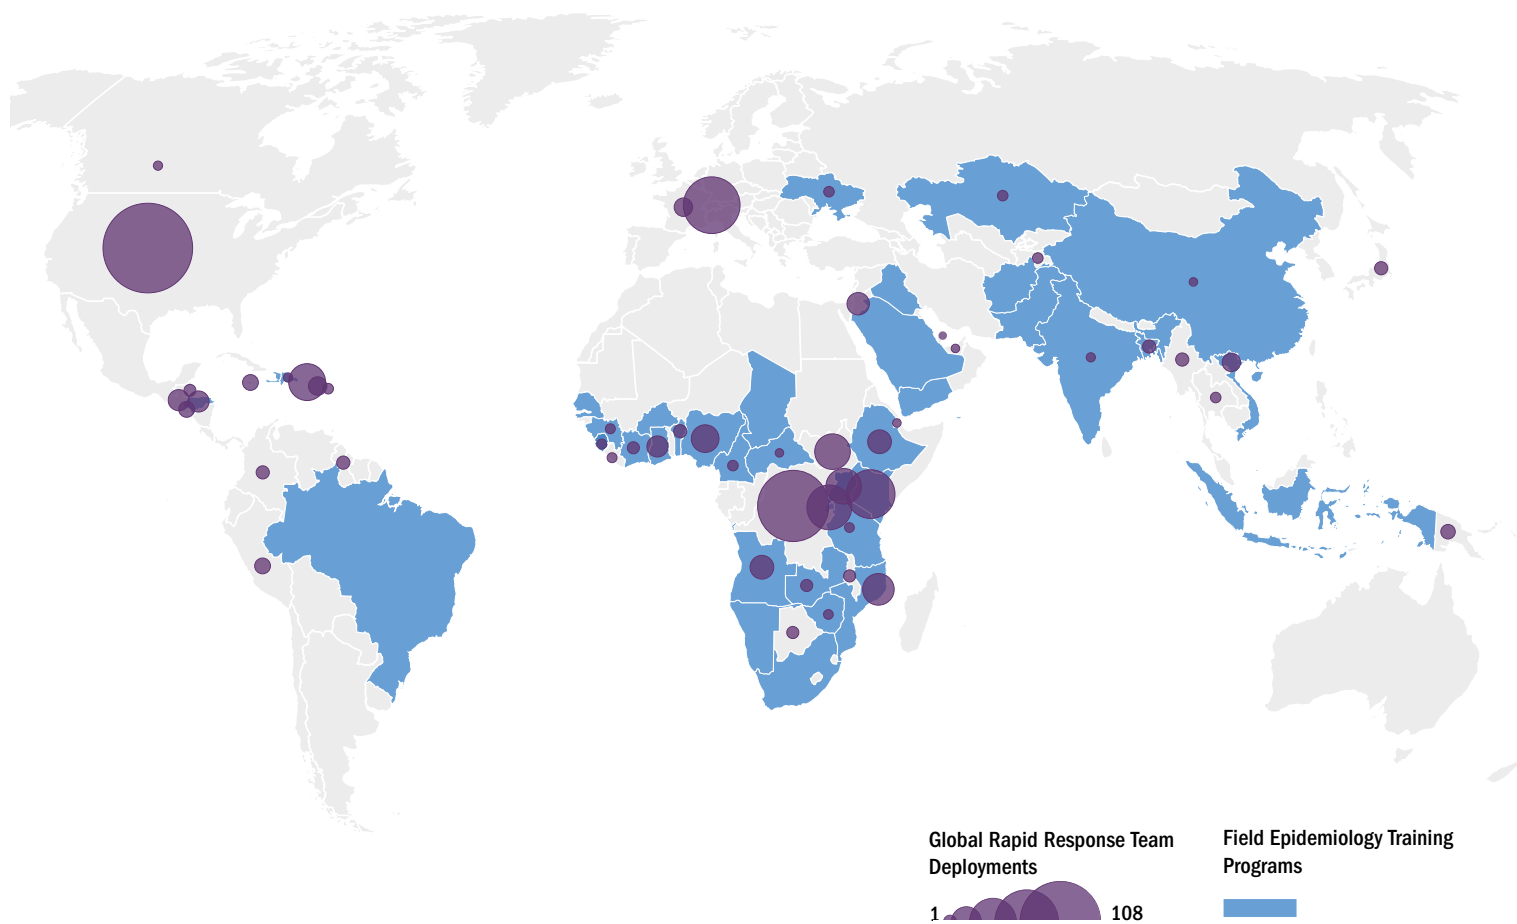 Global Rapid Response Team
Deployments
1
108
Field Epidemiology Training
Programs